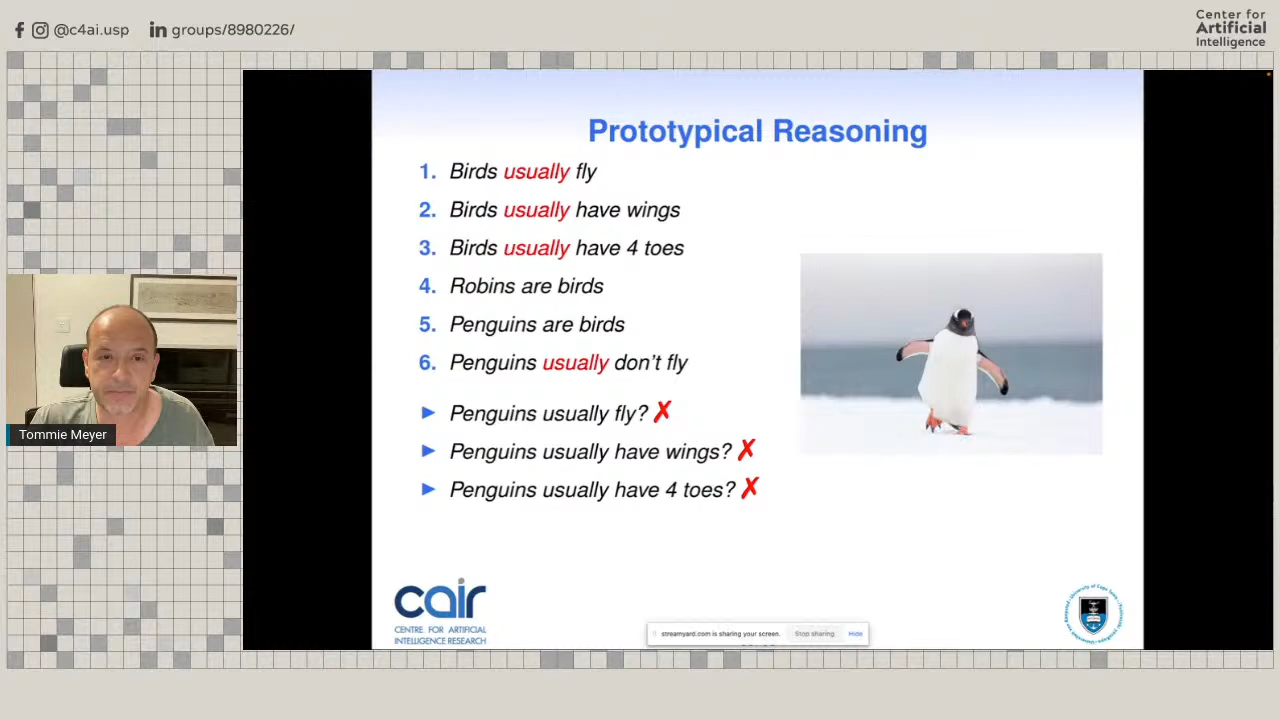 @c4ai.usp
groups/8980226/
Center for
Artificial
Intelligence
Prototypical Reasoning
1. Birds usually fly
2. Birds usually have wings
3. Birds usually have 4 toes
4. Robins are birds
5. Penguins are birds
6. Penguins usually don't fly
► Penguins usually fly? ✗
► Penguins usually have wings? ✗
► Penguins usually have 4 toes? ✗
Tommie Meyer
cair
CENTRE FOR ARTIFICIAL
INTELLIGENCE RESEARCH
streamyard.com is sharing your screen.
Stop sharing
Hide